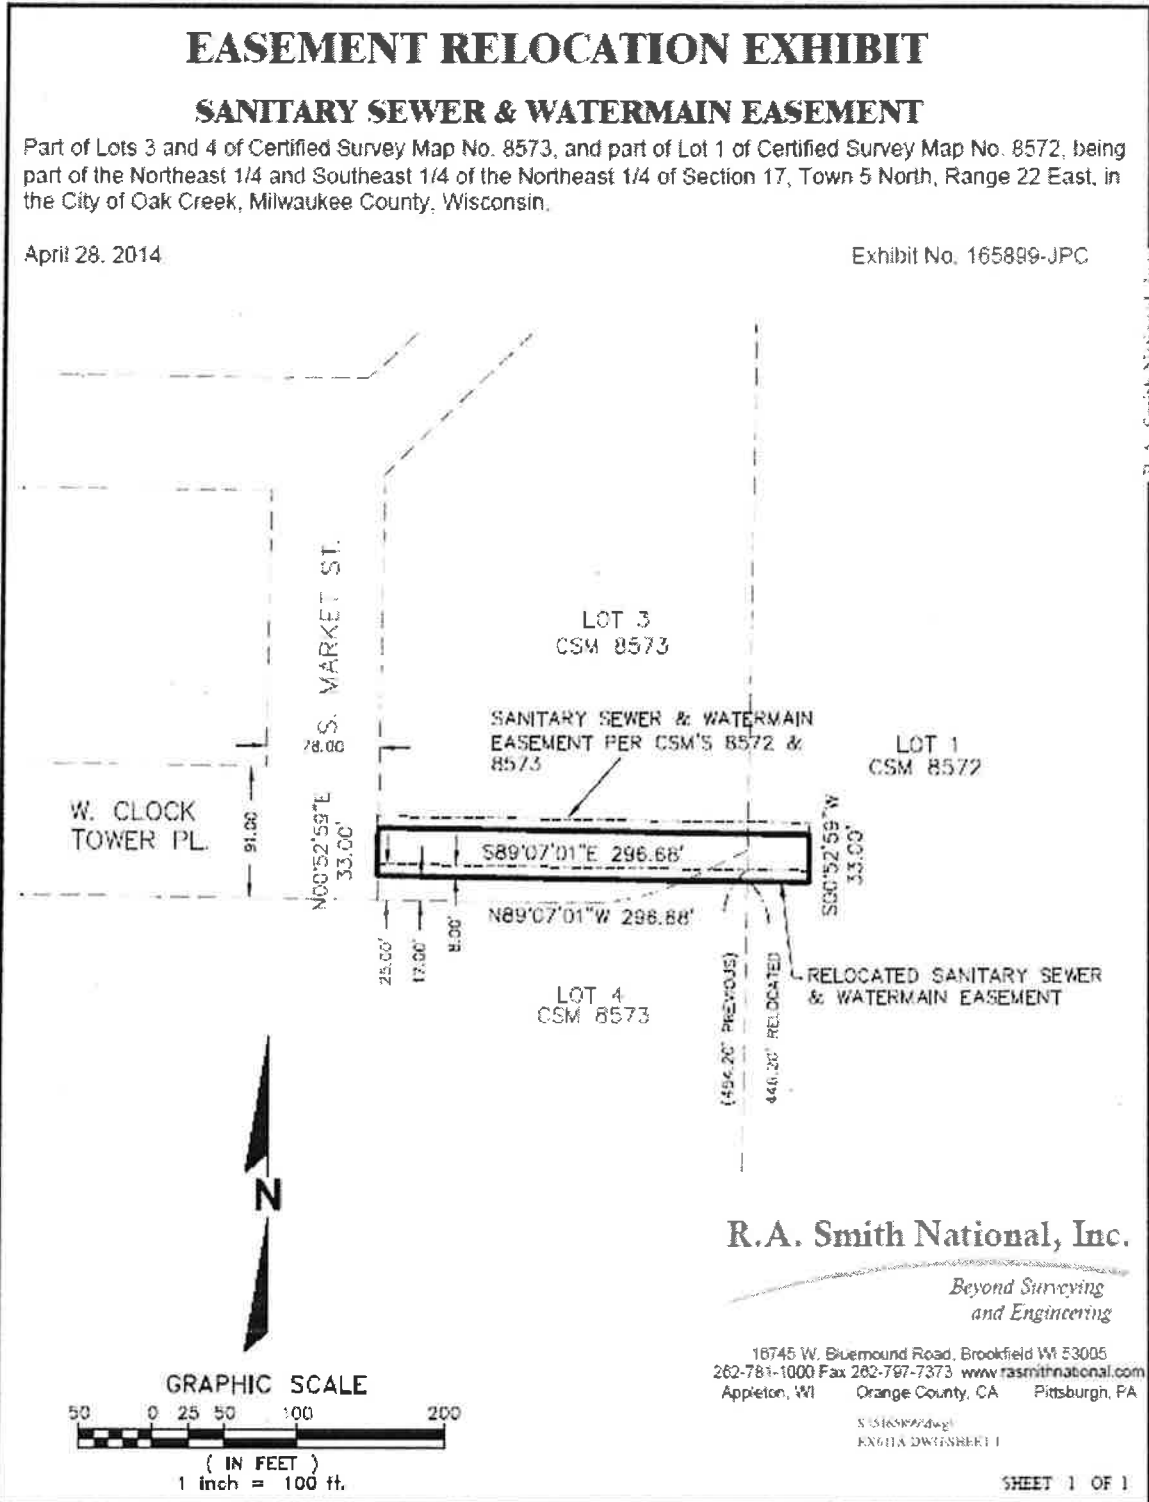 EASEMENT RELOCATION EXHIBIT
SANITARY SEWER & WATERMAIN EASEMENT
Part of Lots 3 and 4 of Certified Survey Map No. 8573, and part of Lot 1 of Certified Survey Map No. 8572, being
part of the Northeast 1/4 and Southeast 1/4 of the Northeast 1/4 of Section 17, Town 5 North, Range 22 East, in
the City of Oak Creek, Milwaukee County, Wisconsin.
April 28, 2014
Exhibit No. 165899-JPC
S. MARKET ST.
LOT 3
CSM 8573
SANITARY SEWER & WATERMAIN
EASEMENT PER CSM'S 8572 &
8573
LOT 1
CSM 8572
78.00
W. CLOCK
TOWER PL.
91.00
N00°52'59"E
33.00'
S89°07'01"E 296.68'
S00°52'59"W
33.00'
N89°07'01"W 296.68'
25.00'
17.00'
8.00'
LOT 4
CSM 8573
(454.20' PREVIOUS)
446.20' RELOCATED
RELOCATED SANITARY SEWER
& WATERMAIN EASEMENT
N
R.A. Smith National, Inc.
Beyond Surveying
and Engineering
16745 W. Bluemound Road, Brookfield WI 53005
262-781-1000 Fax 262-797-7373 www.rasmithnational.com
Appleton, WI Orange County, CA Pittsburgh, PA
GRAPHIC SCALE
50 0 25 50 100 200
( IN FEET )
1 inch = 100 ft.
SHEET 1 OF 1